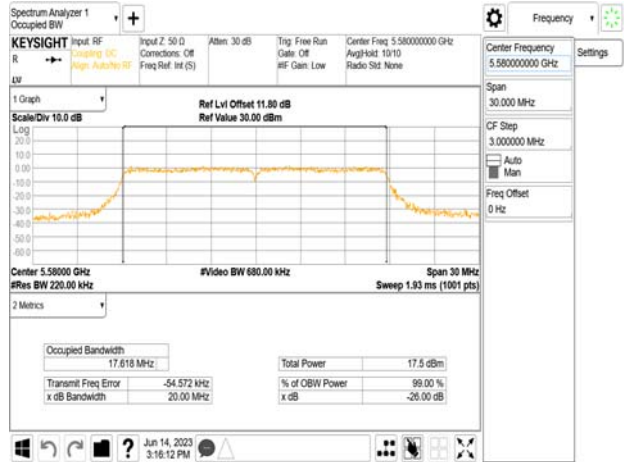 Spectrum Analyzer 1
Occupied BW
Frequency
KEYSIGHT
R
Input: RF
Coupling: DC
Align: Auto/No RF
Input Z: 50 Ω
Corrections: Off
Freq Ref: Int (S)
Atten: 30 dB
Trig: Free Run
Gate: Off
#IF Gain: Low
Center Freq: 5.580000000 GHz
Avg|Hold: 10/10
Radio Std: None
Center Frequency
5.580000000 GHz
Settings
Span
30.000 MHz
CF Step
3.000000 MHz
Auto
Man
Freq Offset
0 Hz
1 Graph
Scale/Div 10.0 dB
Ref Lvl Offset 11.80 dB
Ref Value 30.00 dBm
Log
20.0
10.0
0.00
-10.0
-20.0
-30.0
-40.0
-50.0
-60.0
Center 5.58000 GHz
#Res BW 220.00 kHz
#Video BW 680.00 kHz
Span 30 MHz
Sweep 1.93 ms (1001 pts)
2 Metrics
Occupied Bandwidth
17.618 MHz
Total Power 17.5 dBm
Transmit Freq Error -54.572 kHz
% of OBW Power 99.00 %
x dB Bandwidth 20.00 MHz
x dB -26.00 dB
Jun 14, 2023
3:16:12 PM